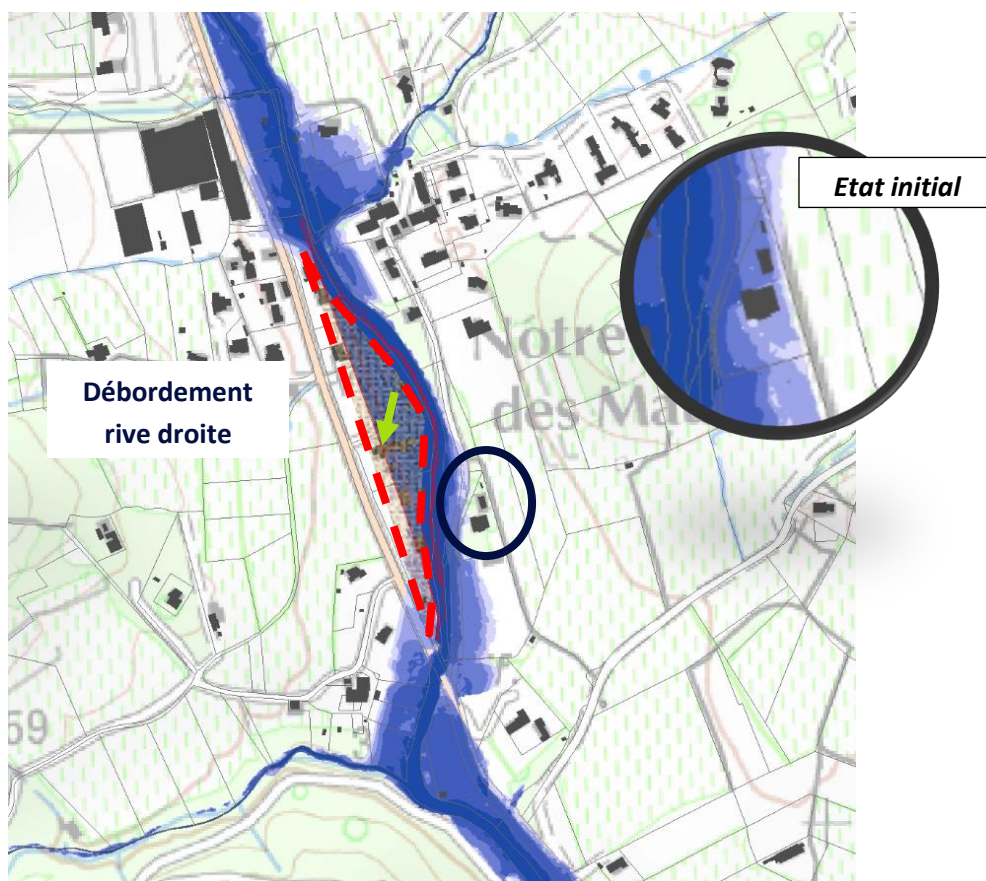 Etat initial
Notre
des Ma
Débordement
rive droite
59